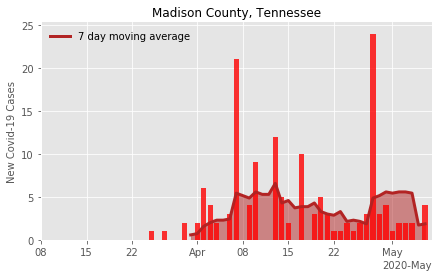 Madison County, Tennessee
7 day moving average
New Covid-19 Cases
25
20
15
10
5
0
08 15 22 Apr 08 15 22 May
2020-May